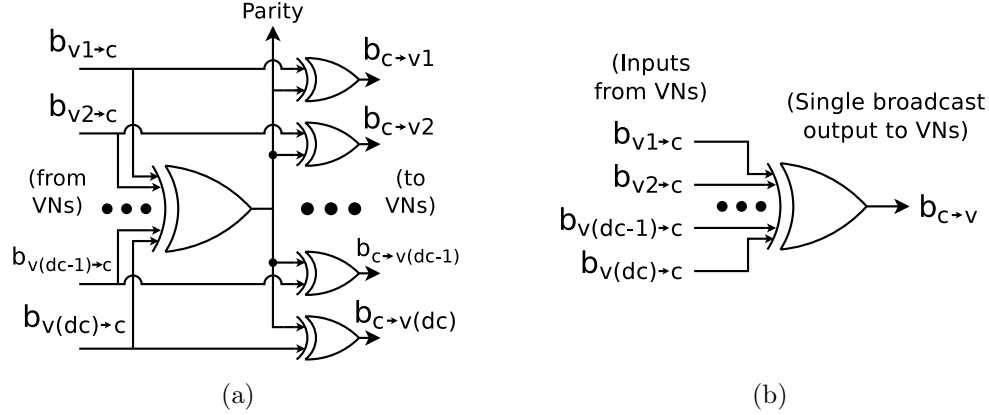 Parity
b_{v1→c}
b_{c→v1}
b_{v2→c}
b_{c→v2}
(from
VNs)
(to
VNs)
b_{v(dc-1)→c}
b_{c→v(dc-1)}
b_{v(dc)→c}
b_{c→v(dc)}
(a)
(Inputs
from VNs)
(Single broadcast
output to VNs)
b_{v1→c}
b_{v2→c}
b_{v(dc-1)→c}
b_{v(dc)→c}
b_{c→v}
(b)